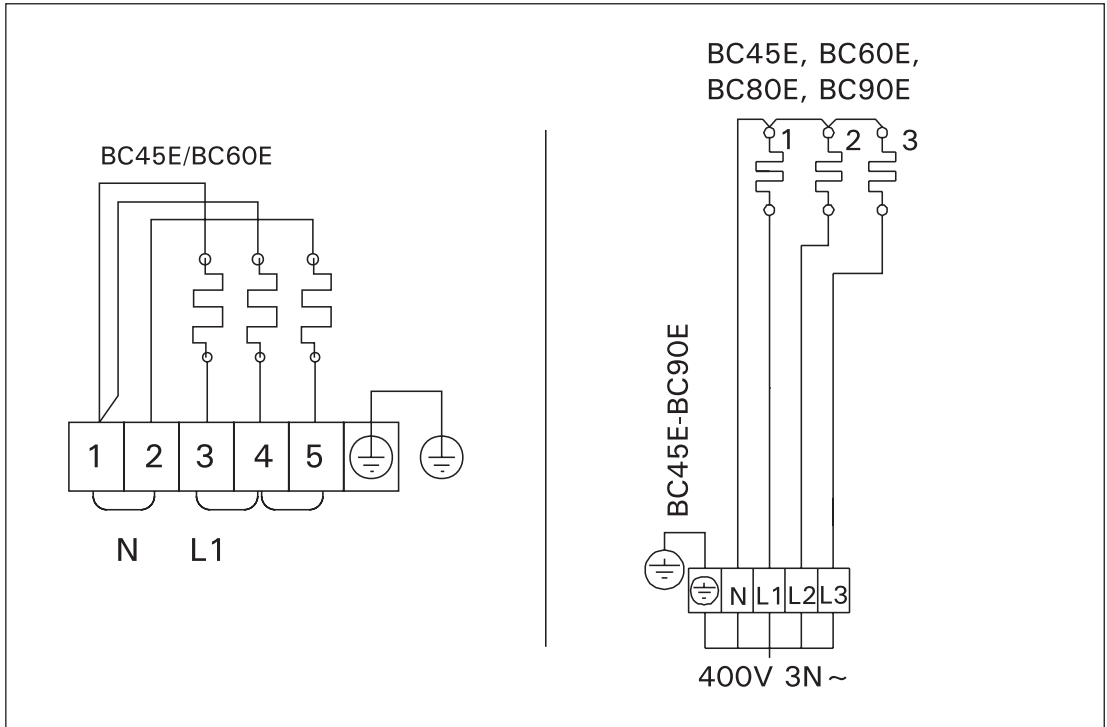 BC45E/BC60E
1 2 3 4 5
N L1
BC45E, BC60E,
BC80E, BC90E
1 2 3
BC45E-BC90E
N L1 L2 L3
400V 3N~